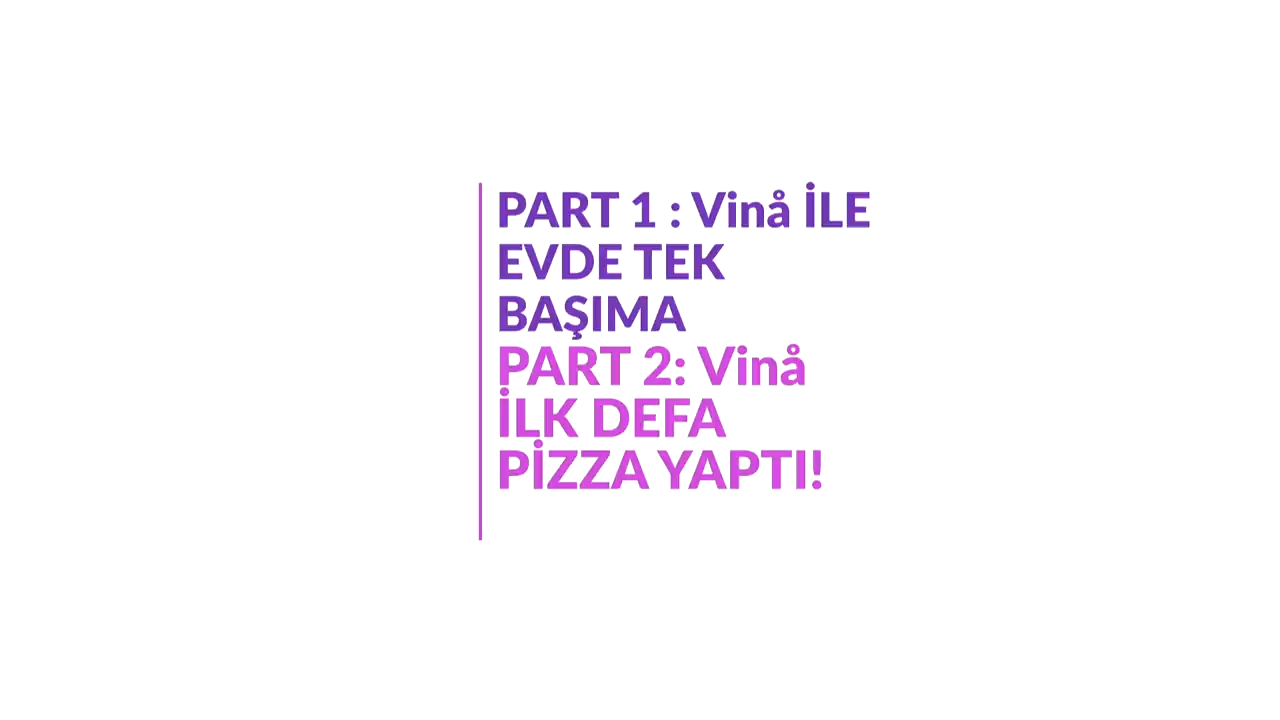 PART 1 : Vinå İLE
EVDE TEK
BAŞIMA
PART 2: Vinå
İLK DEFA
PİZZA YAPTI!